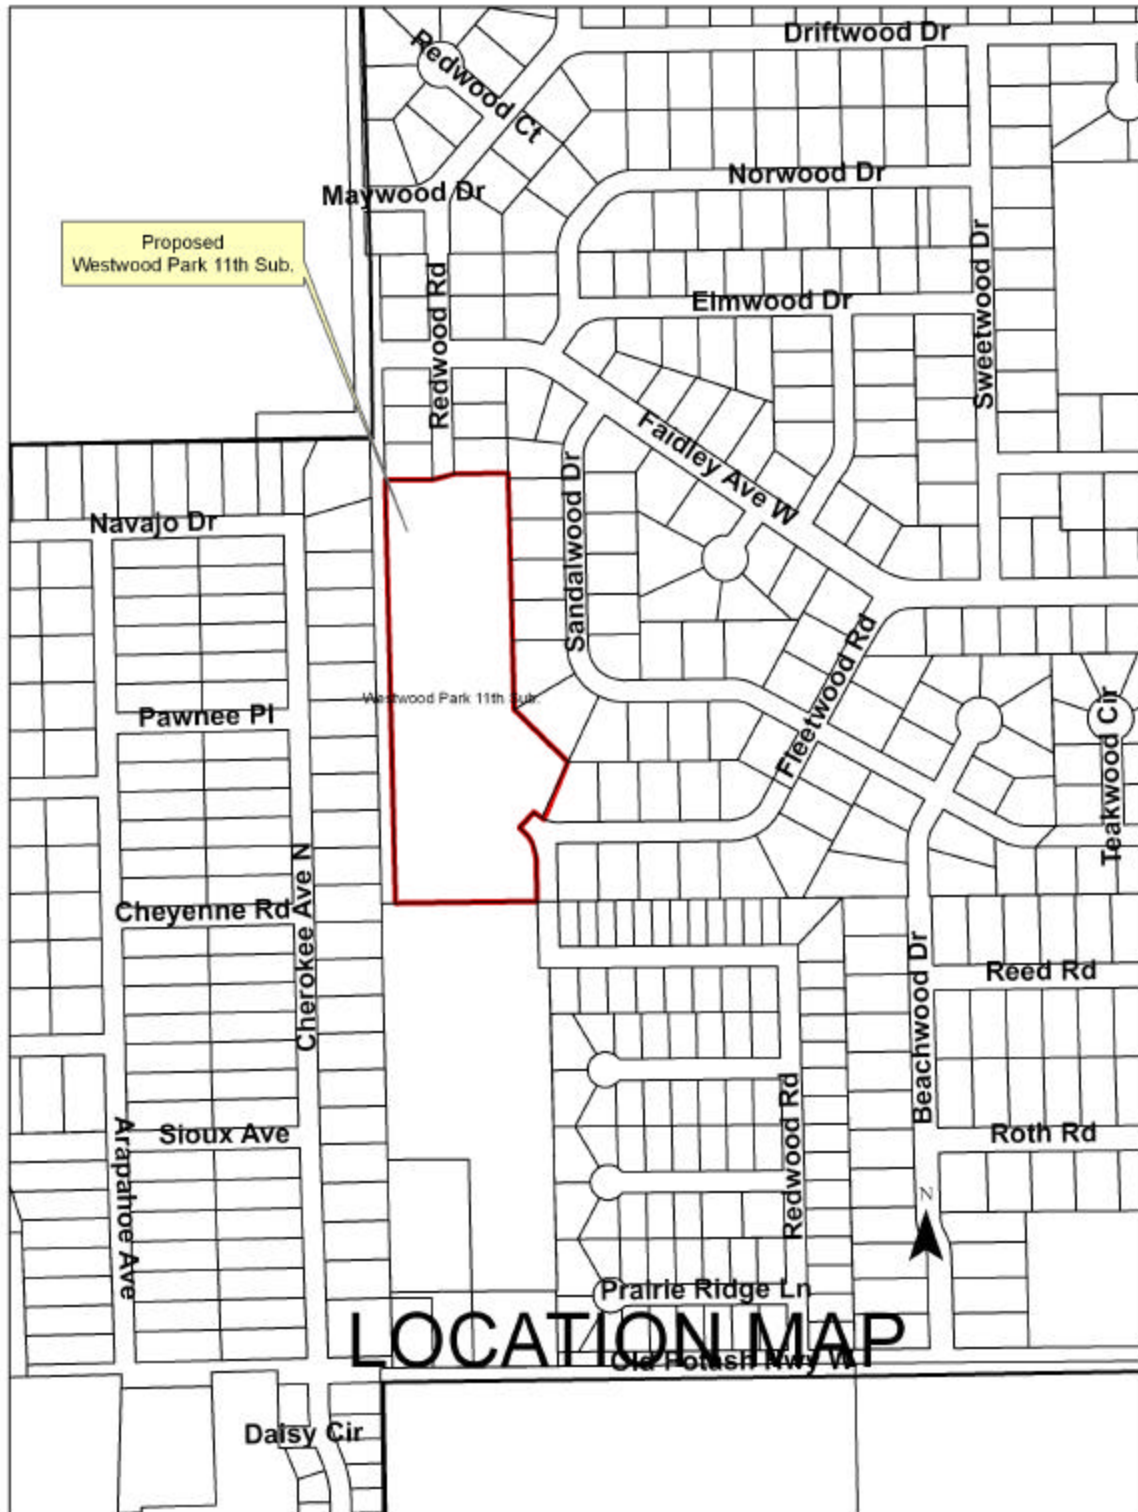 Driftwood Dr
Redwood Ct
Norwood Dr
Maywood Dr
Proposed
Westwood Park 11th Sub.
Sweetwood Dr
Redwood Rd
Elmwood Dr
Faidley Ave W
Sandalwood Dr
Navajo Dr
Fleetwood Rd
Westwood Park 11th Sub.
Pawnee Pl
Teakwood Cir
Cheyenne Rd
Cherokee Ave N
Beachwood Dr
Reed Rd
Redwood Rd
Sioux Ave
Roth Rd
Arapahoe Ave
N
Prairie Ridge Ln
LOCATION MAP
Old Potash Hwy W
Daisy Cir